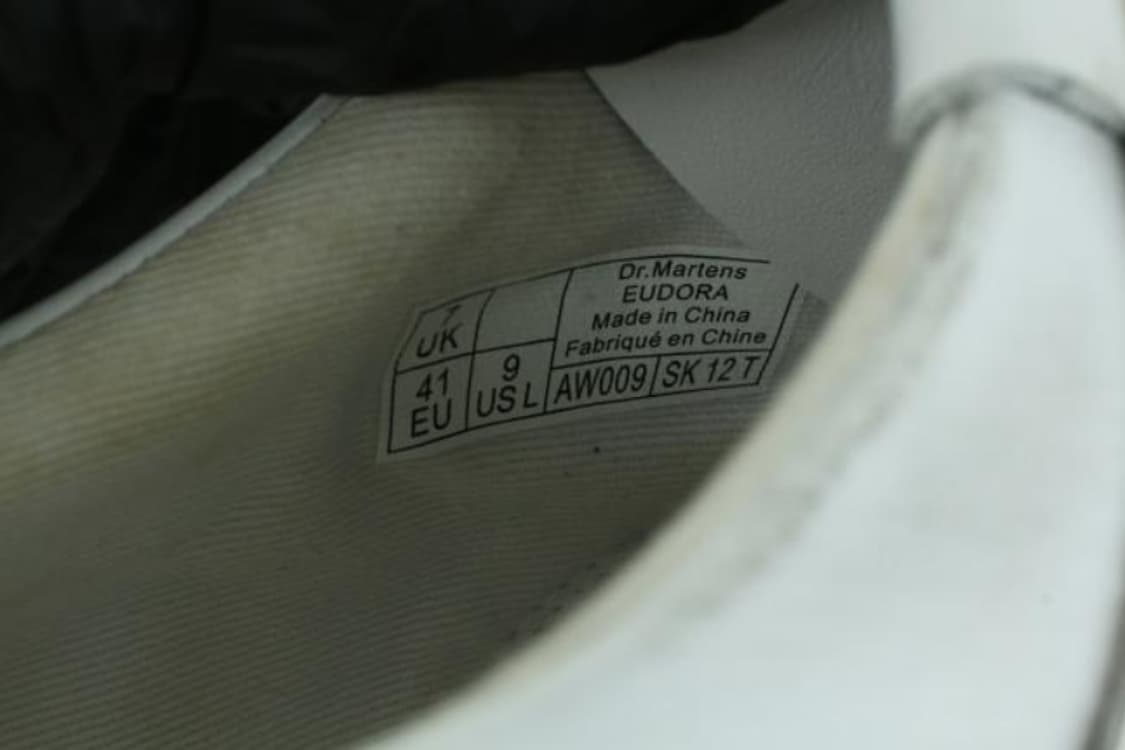 7
UK
41
EU
9
US L
Dr.Martens
EUDORA
Made in China
Fabriqué en Chine
AW009
SK 12 T